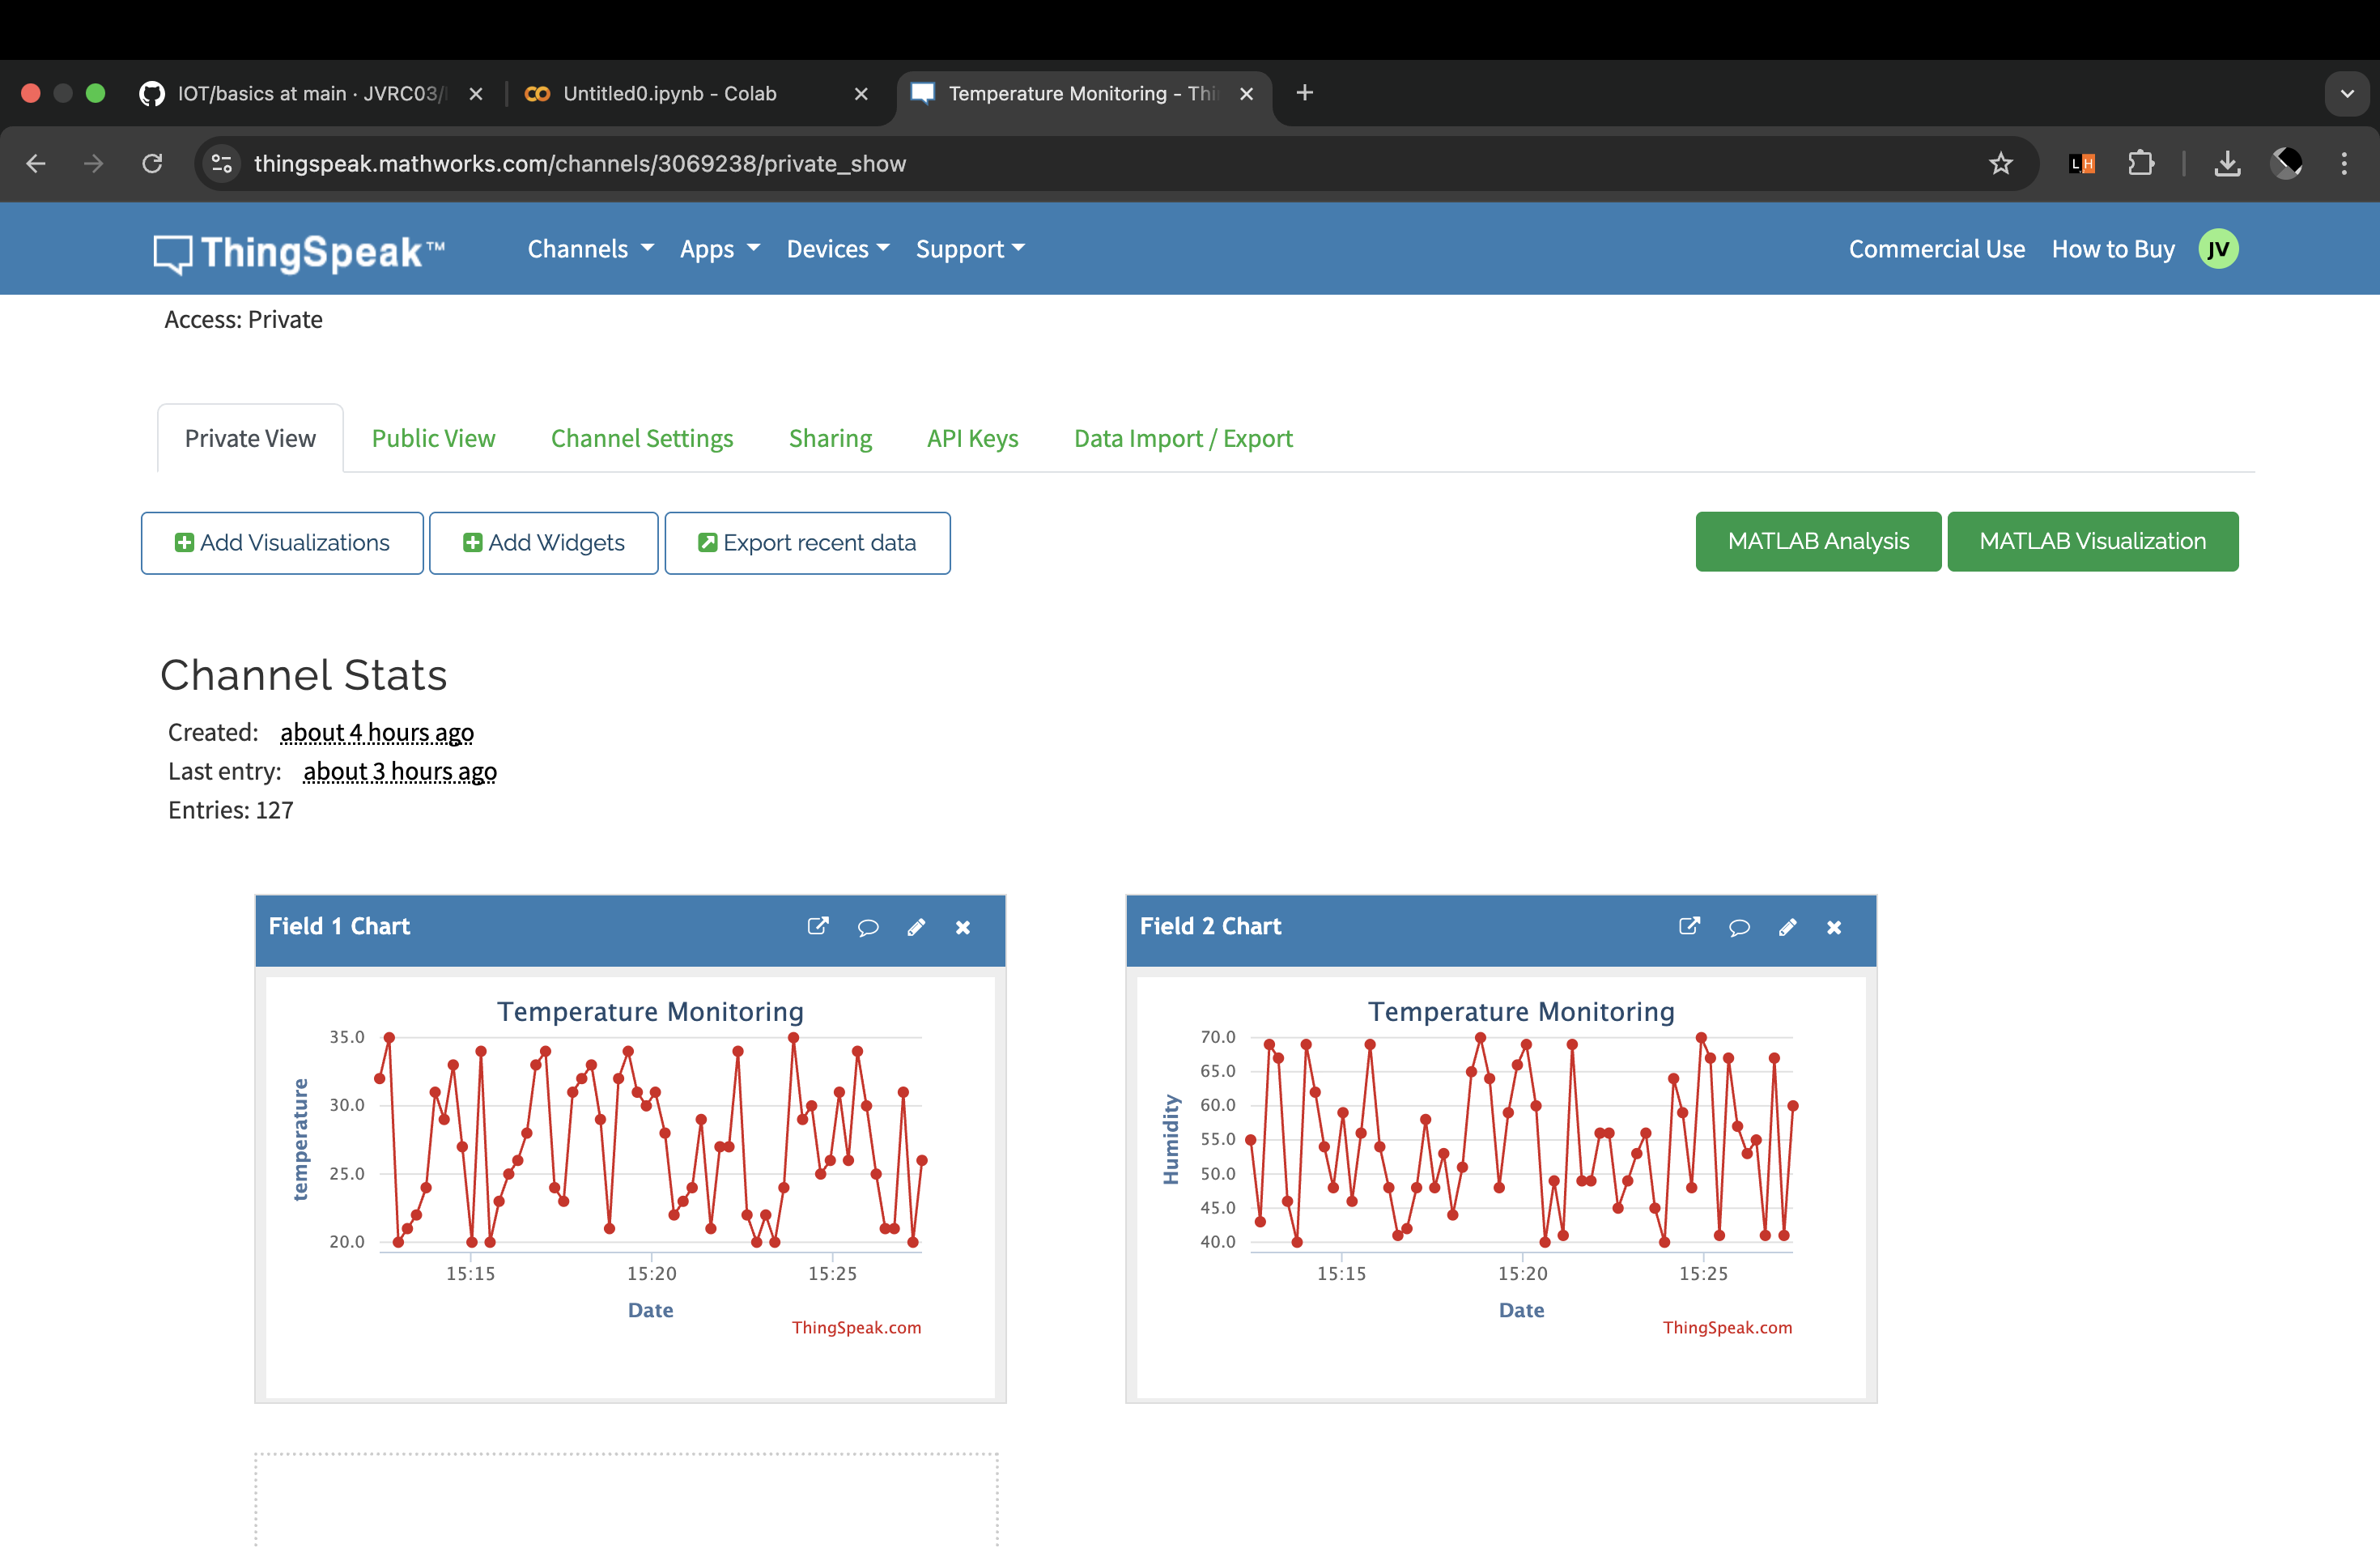 IOT/basics at main · JVRC03/
Untitled0.ipynb - Colab
Temperature Monitoring - Thi
thingspeak.mathworks.com/channels/3069238/private_show
LH
ThingSpeak™
Channels
Apps
Devices
Support
Commercial Use
How to Buy
JV
Access: Private
Private View
Public View
Channel Settings
Sharing
API Keys
Data Import / Export
Add Visualizations
Add Widgets
Export recent data
MATLAB Analysis
MATLAB Visualization
Channel Stats
Created: about 4 hours ago
Last entry: about 3 hours ago
Entries: 127
Field 1 Chart
Temperature Monitoring
temperature
35.0
30.0
25.0
20.0
15:15
15:20
15:25
Date
ThingSpeak.com
Field 2 Chart
Temperature Monitoring
Humidity
70.0
65.0
60.0
55.0
50.0
45.0
40.0
15:15
15:20
15:25
Date
ThingSpeak.com